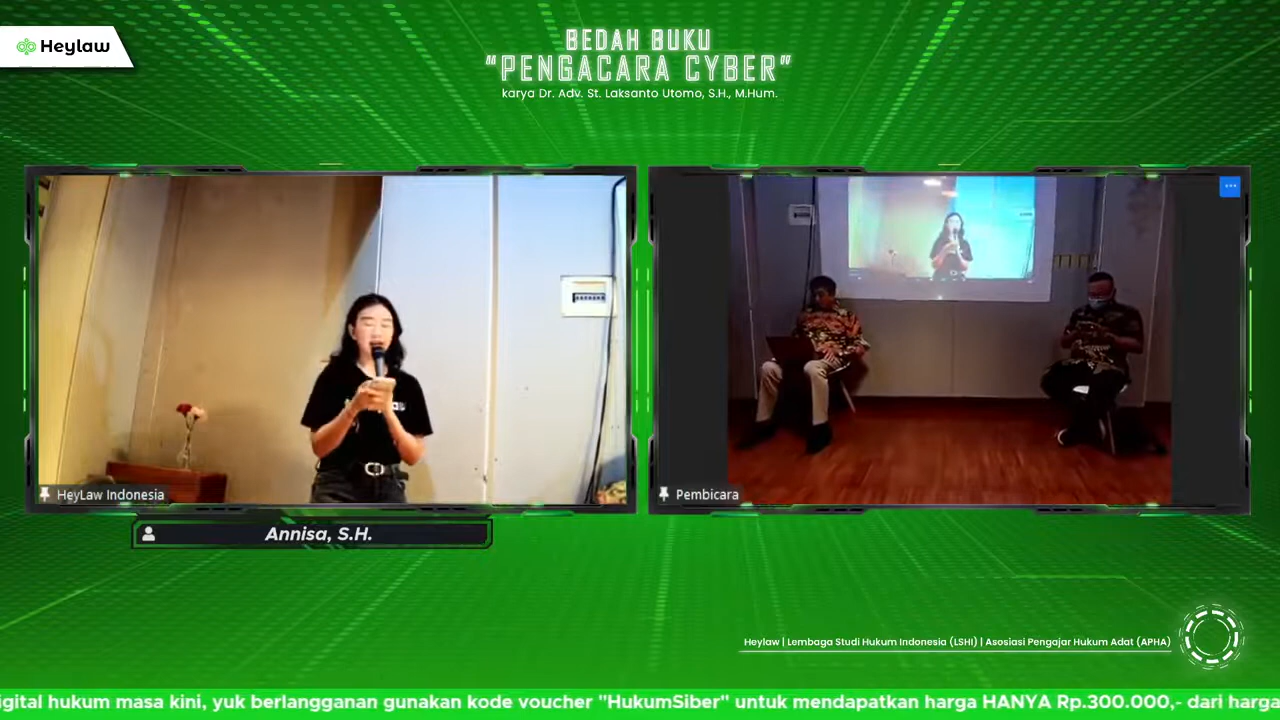 Heylaw
BEDAH BUKU
"PENGACARA CYBER"
karya Dr. Adv. St. Laksanto Utomo, S.H., M.Hum.
HeyLaw Indonesia
Pembicara
Annisa, S.H.
Heylaw | Lembaga Studi Hukum Indonesia (LSHI) | Asosiasi Pengajar Hukum Adat (APHA)
igital hukum masa kini, yuk berlangganan gunakan kode voucher "HukumSiber" untuk mendapatkan harga HANYA Rp.300.000,- dari harga